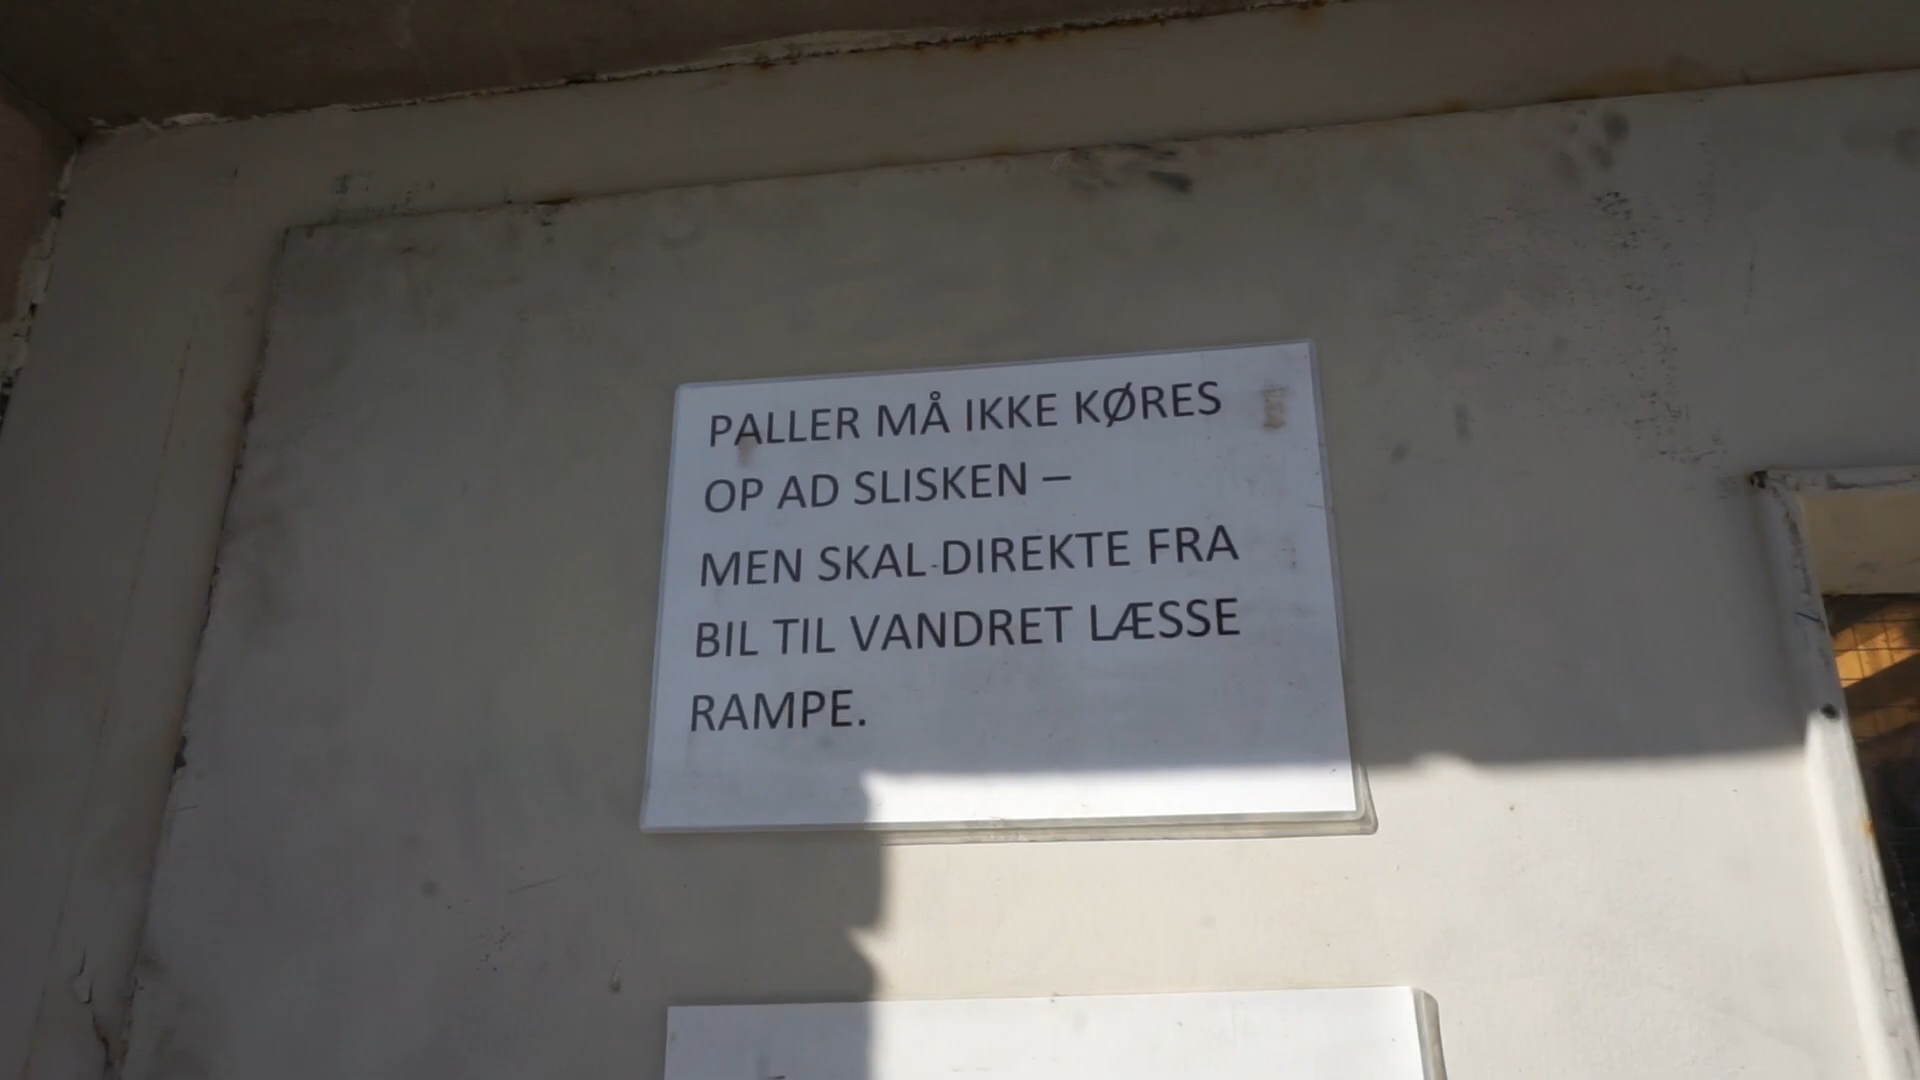 PALLER MÅ IKKE KØRES
OP AD SLISKEN –
MEN SKAL DIREKTE FRA
BIL TIL VANDRET LÆSSE
RAMPE.